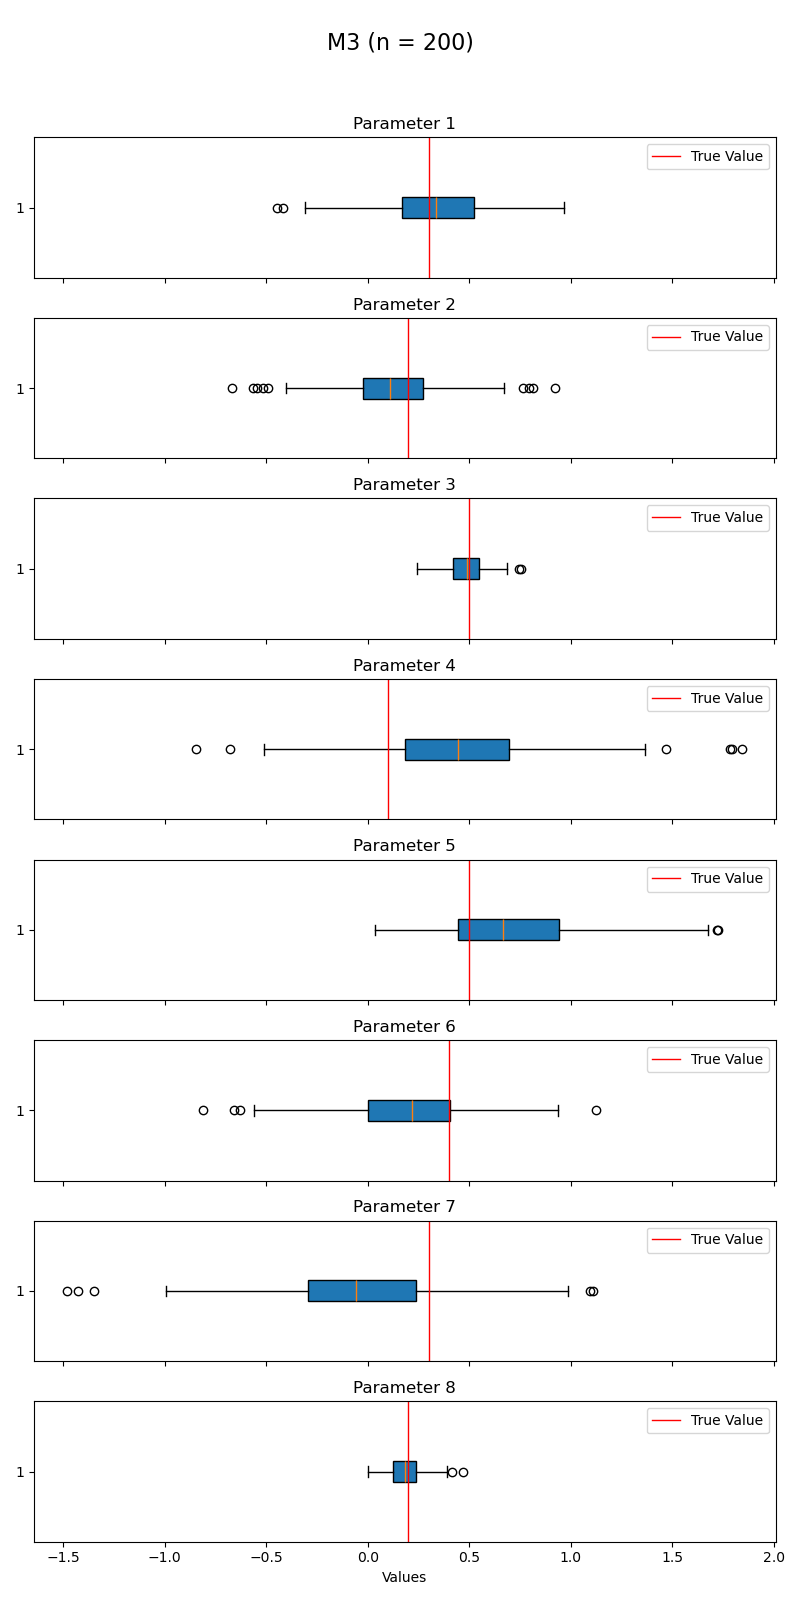 M3 (n = 200)
Parameter 1
True Value
1
Parameter 2
True Value
1
Parameter 3
True Value
1
Parameter 4
True Value
1
Parameter 5
True Value
1
Parameter 6
True Value
1
Parameter 7
True Value
1
Parameter 8
True Value
1
−1.5 −1.0 −0.5 0.0 0.5 1.0 1.5 2.0
Values